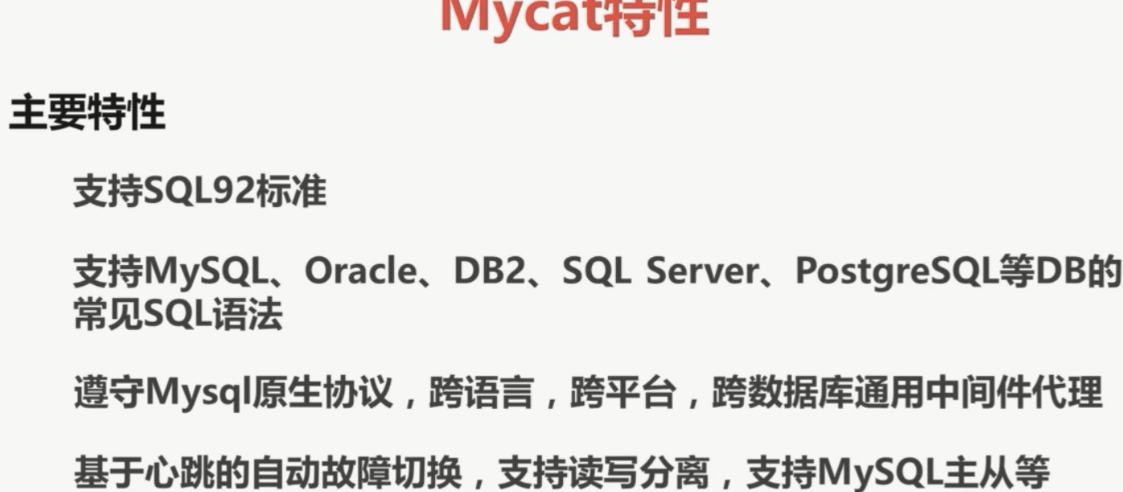 Mycat特性
主要特性
支持SQL92标准
支持MySQL、Oracle、DB2、SQL Server、PostgreSQL等DB的
常见SQL语法
遵守Mysql原生协议，跨语言，跨平台，跨数据库通用中间件代理
基于心跳的自动故障切换，支持读写分离，支持MySQL主从等